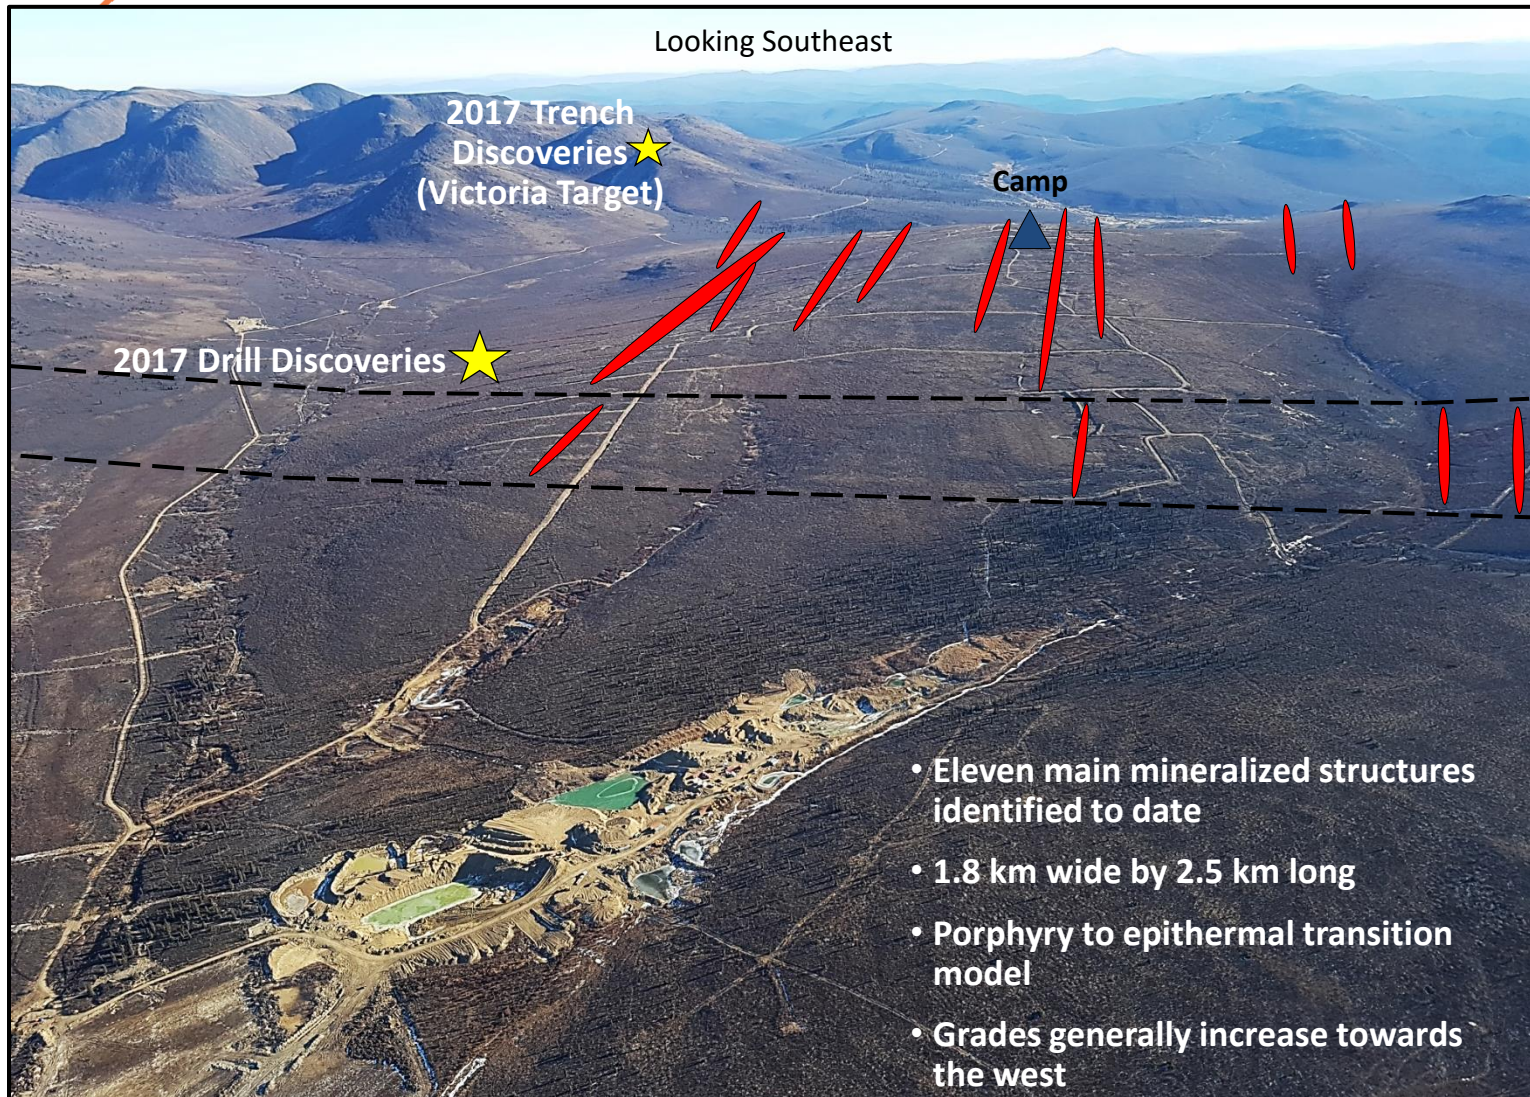 Looking Southeast
2017 Trench
Discoveries
(Victoria Target)
Camp
2017 Drill Discoveries
• Eleven main mineralized structures
identified to date
• 1.8 km wide by 2.5 km long
• Porphyry to epithermal transition
model
• Grades generally increase towards
the west